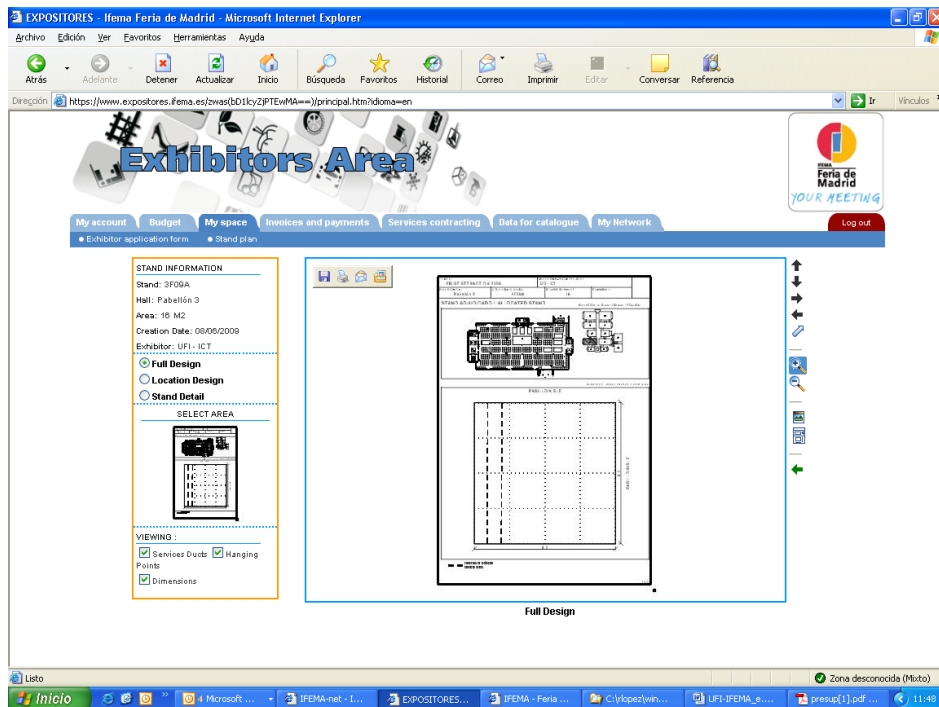 EXPOSITORES - Ifema Feria de Madrid - Microsoft Internet Explorer
Archivo Edición Ver Favoritos Herramientas Ayuda
Atrás Adelante Detener Actualizar Inicio Búsqueda Favoritos Historial Correo Imprimir Editar Conversar Referencia
Dirección https://www.expositores.ifema.es/zwas(bD1lcyZjPTEwMA==)/principal.htm?idioma=en Ir Vínculos
Exhibitors Area
IFEMA
Feria de
Madrid
YOUR MEETING
My account Budget My space Invoices and payments Services contracting Data for catalogue My Network Log out
Exhibitor application form Stand plan
STAND INFORMATION
Stand: 3F09A
Hall: Pabellón 3
Area: 16 M2
Creation Date: 08/06/2009
Exhibitor: UFI - ICT
Full Design
Location Design
Stand Detail
SELECT AREA
VIEWING :
Services Ducts Hanging
Points
Dimensions
Full Design
Listo Zona desconocida (Mixto)
Inicio 4 Microsoft ... IFEMA-net - I... EXPOSITORES... IFEMA - Feria ... C:\rlopez\win... UFI-IFEMA_e... presup[1].pdf ... 11:48